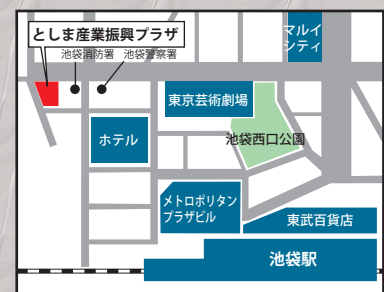 マルイ
シティ
としま産業振興プラザ
池袋消防署
池袋警察署
東京芸術劇場
池袋西口公園
ホテル
メトロポリタン
プラザビル
東武百貨店
池袋駅